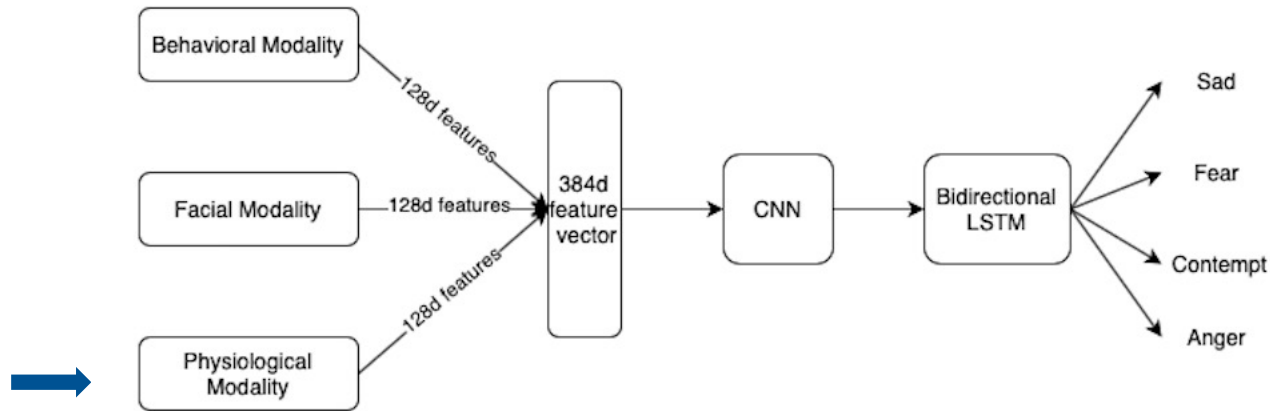 Behavioral Modality
128d features
Facial Modality
128d features
Physiological
Modality
128d features
384d
feature
vector
CNN
Bidirectional
LSTM
Sad
Fear
Contempt
Anger